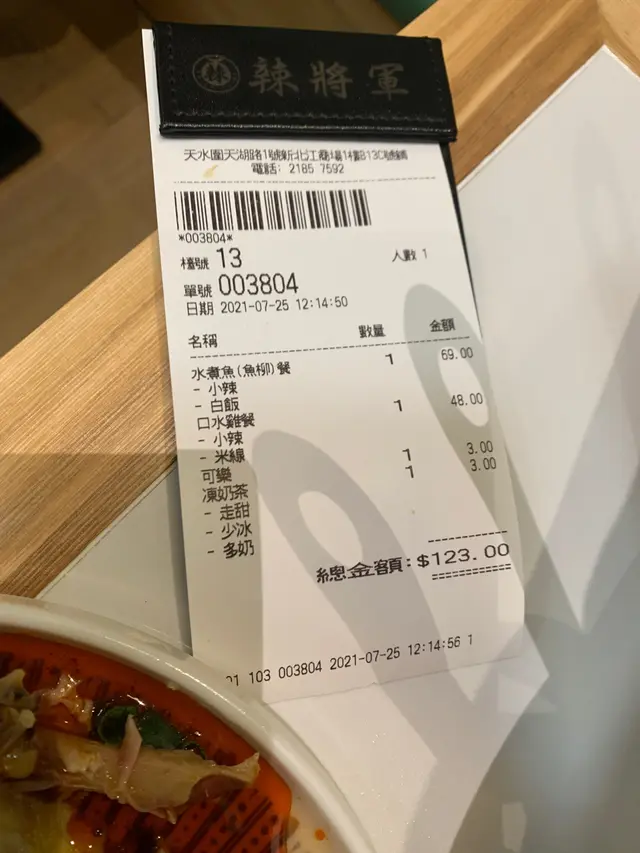 辣將軍
天水圍天湖路1號新北江商場1樓B13C號舖
電話: 2185 7592
*003804*
檯號 13 人數 1
單號 003804
日期 2021-07-25 12:14:50
名稱 數量 金額
水煮魚(魚柳)餐 1 69.00
- 小辣
- 白飯
口水雞餐 1 48.00
- 小辣
- 米線
可樂 1 3.00
凍奶茶 1 3.00
- 走甜
- 少冰
- 多奶
總金額: $123.00
01 103 003804 2021-07-25 12:14:56 1